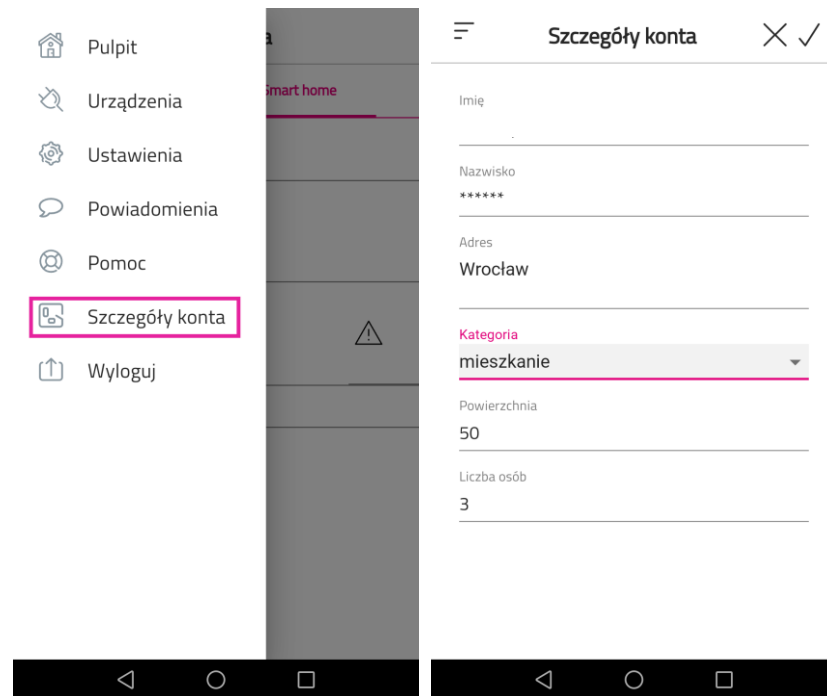 Pulpit
Urządzenia
Ustawienia
Powiadomienia
Pomoc
Szczegóły konta
Wyloguj
a
Smart home
Szczegóły konta
Imię
Nazwisko
******
Adres
Wrocław
Kategoria
mieszkanie
Powierzchnia
50
Liczba osób
3